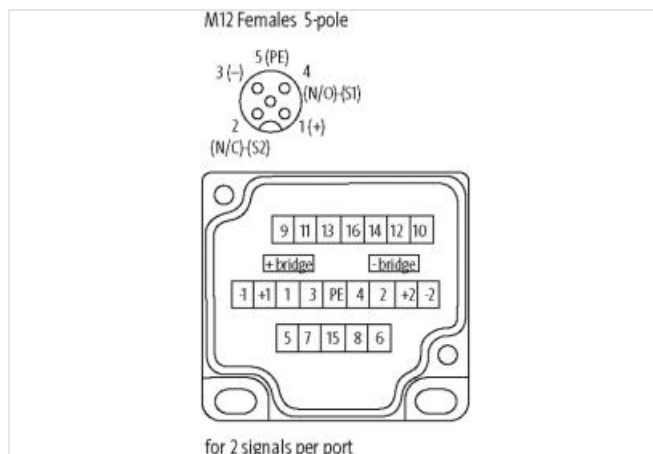 M12 Females 5-pole
5 (PE)
3 (–) 4
(N/O)-(S1)
2 1 (+)
(N/C)-(S2)
9 11 13 16 14 12 10
+ bridge - bridge
-1 +1 1 3 PE 4 2 +2 -2
5 7 15 8 6
for 2 signals per port